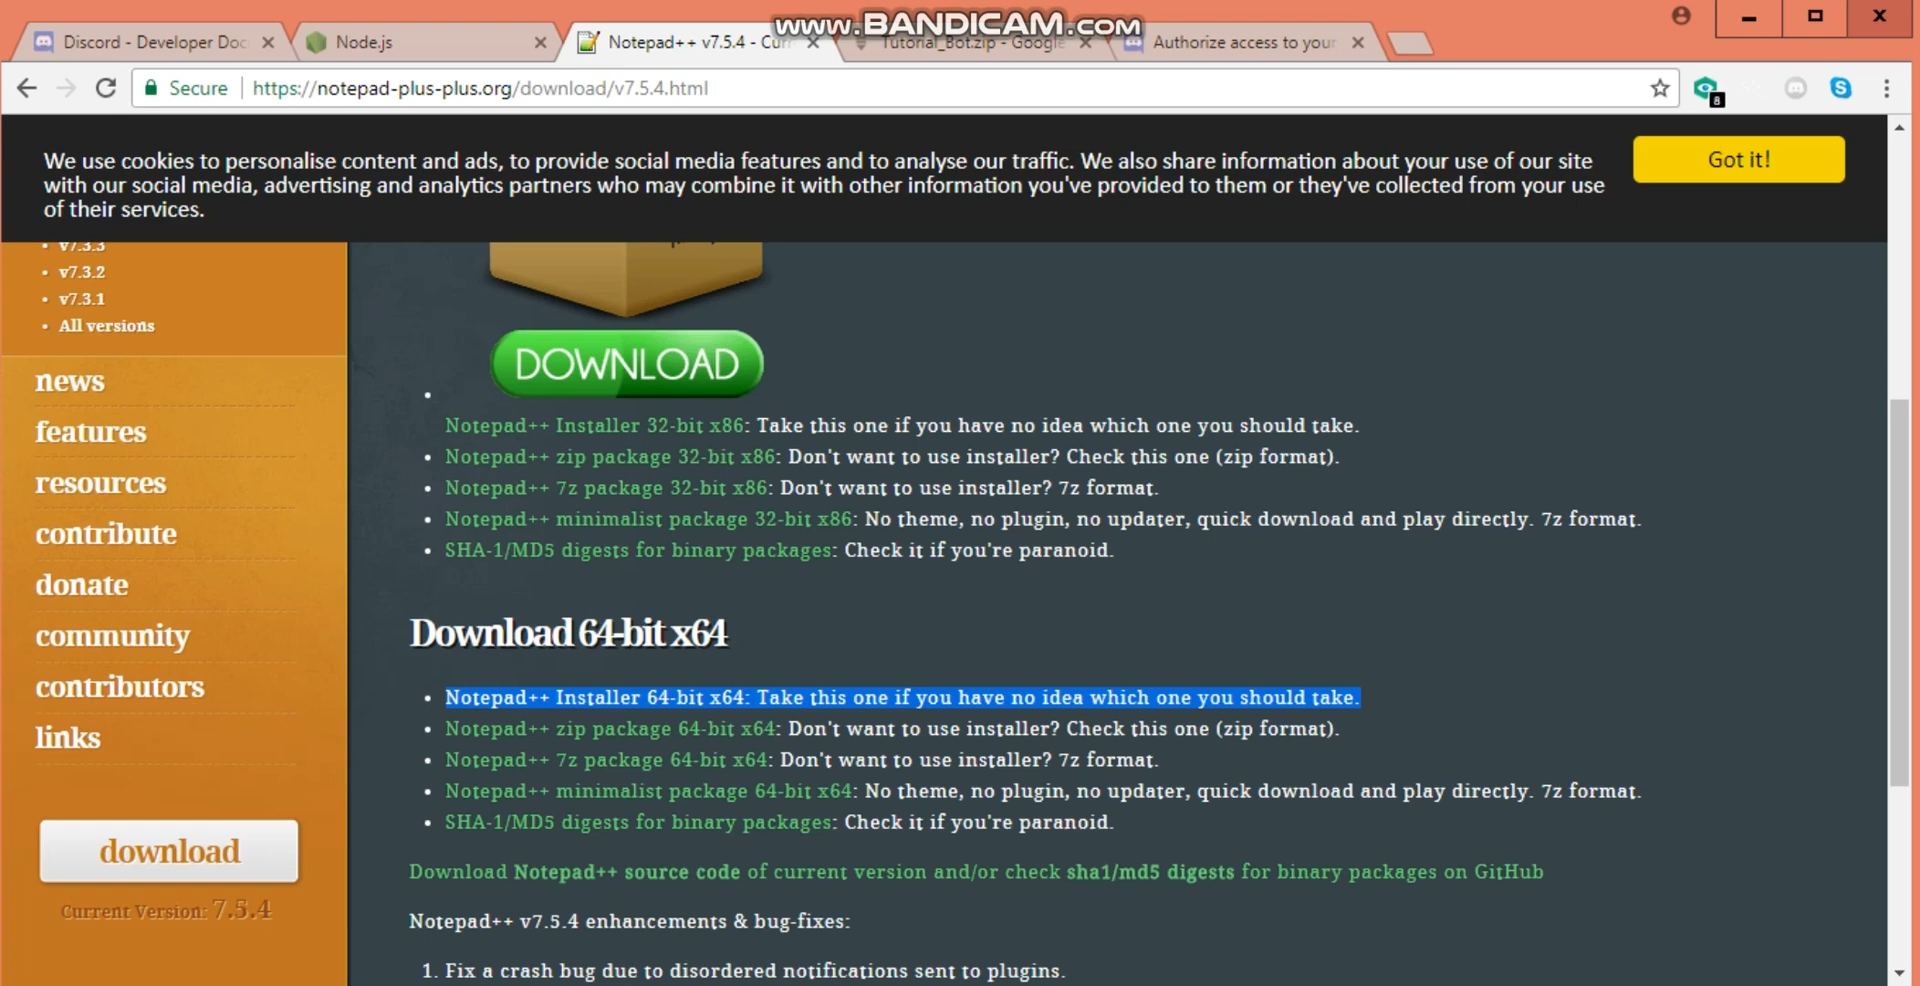 www.BANDICAM.com
Discord - Developer Doc
Node.js
Notepad++ v7.5.4 - Curr
Tutorial_Bot.zip - Google
Authorize access to your
Secure
https://notepad-plus-plus.org/download/v7.5.4.html
8
We use cookies to personalise content and ads, to provide social media features and to analyse our traffic. We also share information about your use of our site
with our social media, advertising and analytics partners who may combine it with other information you've provided to them or they've collected from your use
of their services.
Got it!
v7.3.3
v7.3.2
v7.3.1
All versions
news
features
resources
contribute
donate
community
contributors
links
download
Current Version: 7.5.4
DOWNLOAD
Notepad++ Installer 32-bit x86: Take this one if you have no idea which one you should take.
Notepad++ zip package 32-bit x86: Don't want to use installer? Check this one (zip format).
Notepad++ 7z package 32-bit x86: Don't want to use installer? 7z format.
Notepad++ minimalist package 32-bit x86: No theme, no plugin, no updater, quick download and play directly. 7z format.
SHA-1/MD5 digests for binary packages: Check it if you're paranoid.
Download 64-bit x64
Notepad++ Installer 64-bit x64: Take this one if you have no idea which one you should take.
Notepad++ zip package 64-bit x64: Don't want to use installer? Check this one (zip format).
Notepad++ 7z package 64-bit x64: Don't want to use installer? 7z format.
Notepad++ minimalist package 64-bit x64: No theme, no plugin, no updater, quick download and play directly. 7z format.
SHA-1/MD5 digests for binary packages: Check it if you're paranoid.
Download Notepad++ source code of current version and/or check sha1/md5 digests for binary packages on GitHub
Notepad++ v7.5.4 enhancements & bug-fixes:
1. Fix a crash bug due to disordered notifications sent to plugins.